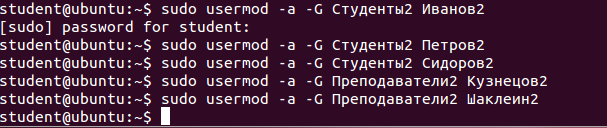 student@ubuntu:~$ sudo usermod -a -G Студенты2 Иванов2
[sudo] password for student:
student@ubuntu:~$ sudo usermod -a -G Студенты2 Петров2
student@ubuntu:~$ sudo usermod -a -G Студенты2 Сидоров2
student@ubuntu:~$ sudo usermod -a -G Преподаватели2 Кузнецов2
student@ubuntu:~$ sudo usermod -a -G Преподаватели2 Шаклеин2
student@ubuntu:~$